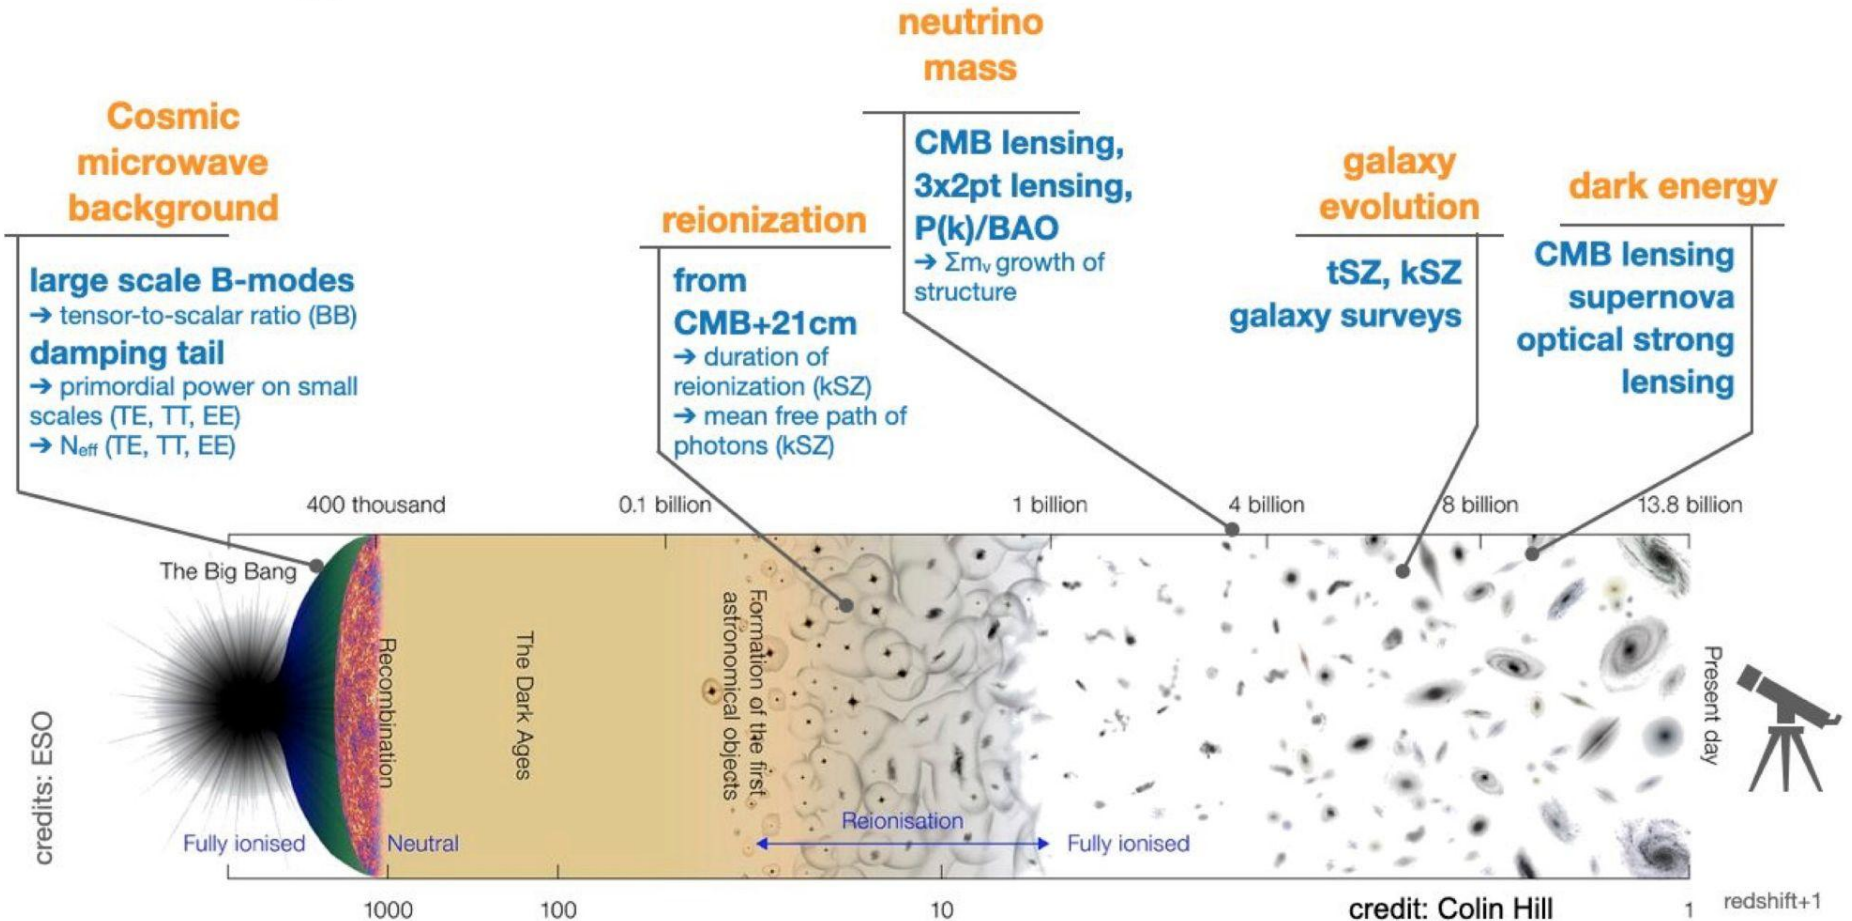 neutrino
mass
Cosmic
microwave
background
large scale B-modes
➔ tensor-to-scalar ratio (BB)
damping tail
➔ primordial power on small
scales (TE, TT, EE)
➔ Neff (TE, TT, EE)
reionization
from
CMB+21cm
➔ duration of
reionization (kSZ)
➔ mean free path of
photons (kSZ)
CMB lensing,
3x2pt lensing,
P(k)/BAO
➔ Σmν growth of
structure
galaxy
evolution
tSZ, kSZ
galaxy surveys
dark energy
CMB lensing
supernova
optical strong
lensing
400 thousand
0.1 billion
1 billion
4 billion
8 billion
13.8 billion
The Big Bang
Recombination
The Dark Ages
Formation of the first
astronomical objects
Reionisation
Fully ionised
Neutral
Fully ionised
Present day
credits: ESO
1000
100
10
credit: Colin Hill
1
redshift+1